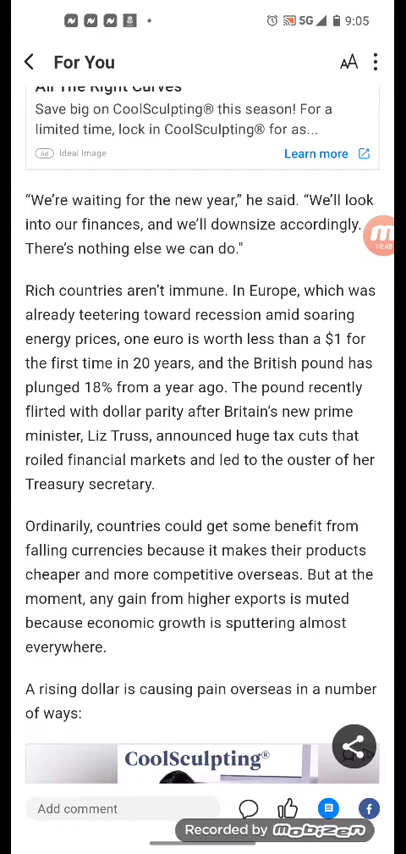 5G 9:05
For You AA
All The Right Curves
Save big on CoolSculpting® this season! For a
limited time, lock in CoolSculpting® for as...
Ad Ideal Image Learn more
“We’re waiting for the new year,” he said. “We’ll look
into our finances, and we’ll downsize accordingly.
There’s nothing else we can do."
m
19:48
Rich countries aren’t immune. In Europe, which was
already teetering toward recession amid soaring
energy prices, one euro is worth less than a $1 for
the first time in 20 years, and the British pound has
plunged 18% from a year ago. The pound recently
flirted with dollar parity after Britain’s new prime
minister, Liz Truss, announced huge tax cuts that
roiled financial markets and led to the ouster of her
Treasury secretary.
Ordinarily, countries could get some benefit from
falling currencies because it makes their products
cheaper and more competitive overseas. But at the
moment, any gain from higher exports is muted
because economic growth is sputtering almost
everywhere.
A rising dollar is causing pain overseas in a number
of ways:
CoolSculpting®
Add comment f
Recorded by mobizen